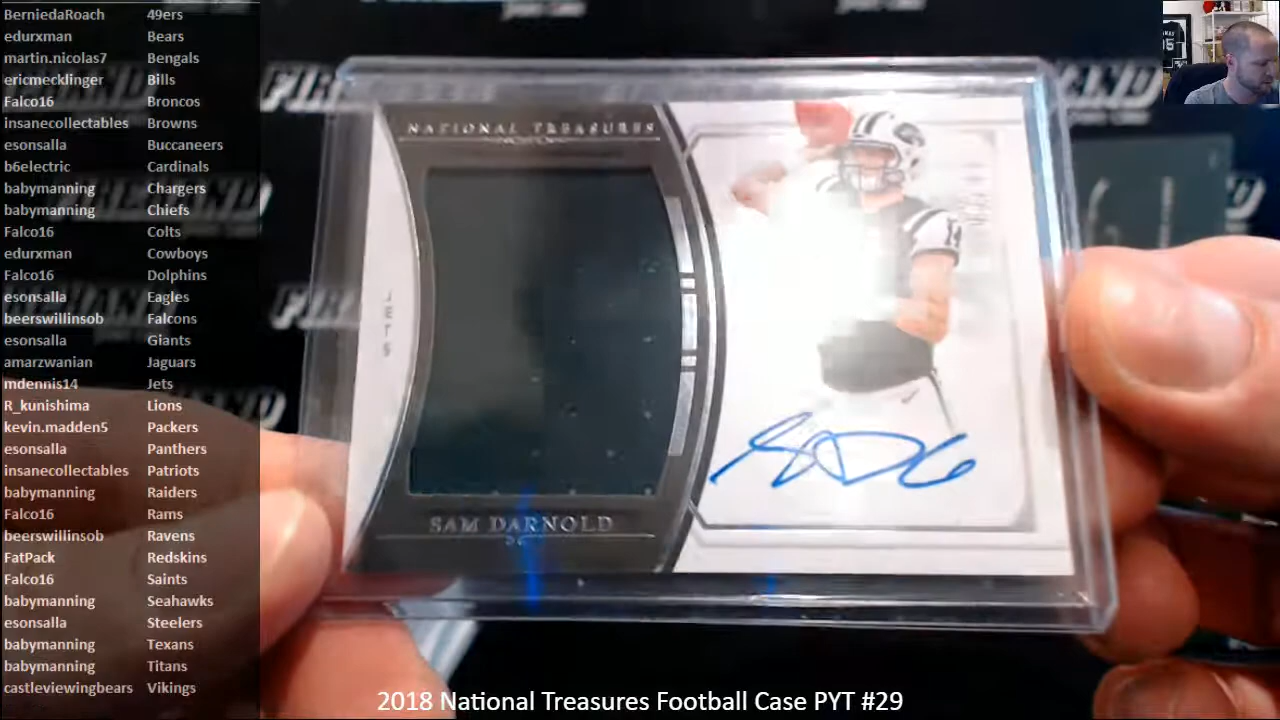 BerniedaRoach 49ers
edurxman Bears
martin.nicolas7 Bengals
ericmecklinger Bills
Falco16 Broncos
insanecollectables Browns
esonsalla Buccaneers
b6electric Cardinals
babymanning Chargers
babymanning Chiefs
Falco16 Colts
edurxman Cowboys
Falco16 Dolphins
esonsalla Eagles
beerswillinsob Falcons
esonsalla Giants
amarzwanian Jaguars
mdennis14 Jets
R_kunishima Lions
kevin.madden5 Packers
esonsalla Panthers
insanecollectables Patriots
babymanning Raiders
Falco16 Rams
beerswillinsob Ravens
FatPack Redskins
Falco16 Saints
babymanning Seahawks
esonsalla Steelers
babymanning Texans
babymanning Titans
castleviewingbears Vikings
NATIONAL TREASURES
JETS
14
SAM DARNOLD
2018 National Treasures Football Case PYT #29